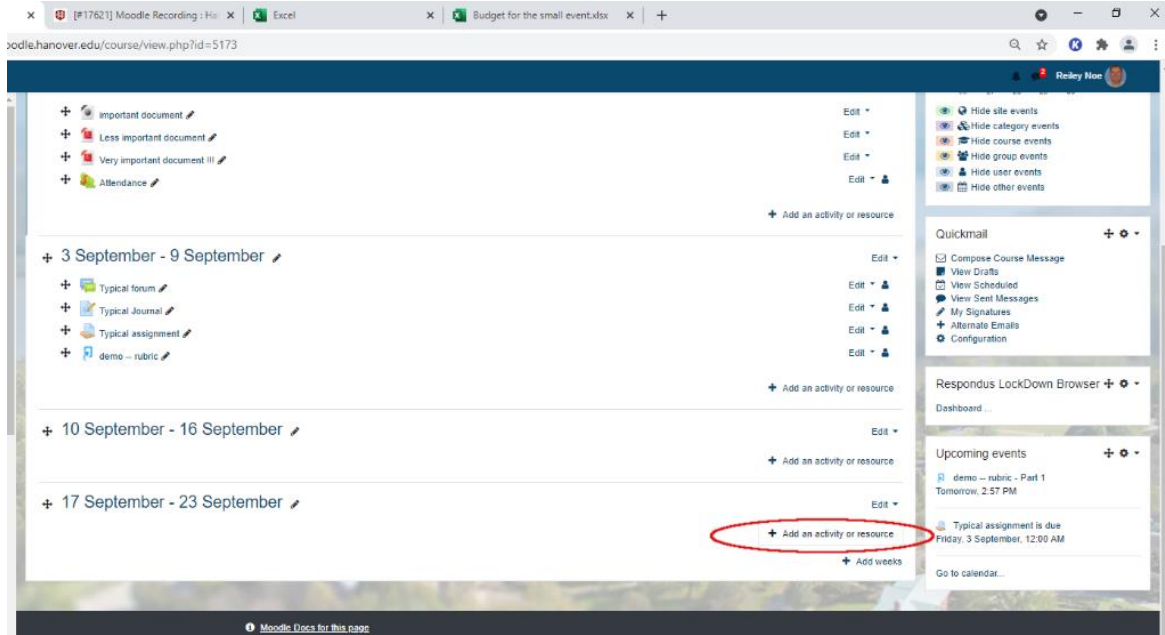 [#17621] Moodle Recording : Ha
Excel
Budget for the small event.xlsx
oodle.hanover.edu/course/view.php?id=5173
2
Reiley Noe
important document
Edit
Less important document
Edit
Very important document !!!
Edit
Attendance
Edit
Add an activity or resource
3 September - 9 September
Edit
Typical forum
Edit
Typical Journal
Edit
Typical assignment
Edit
demo -- rubric
Edit
Add an activity or resource
10 September - 16 September
Edit
Add an activity or resource
17 September - 23 September
Edit
Add an activity or resource
Add weeks
Hide site events
Hide category events
Hide course events
Hide group events
Hide user events
Hide other events
Quickmail
Compose Course Message
View Drafts
View Scheduled
View Sent Messages
My Signatures
Alternate Emails
Configuration
Respondus LockDown Browser
Dashboard ...
Upcoming events
demo -- rubric - Part 1
Tomorrow, 2:57 PM
Typical assignment is due
Friday, 3 September, 12:00 AM
Go to calendar...
Moodle Docs for this page